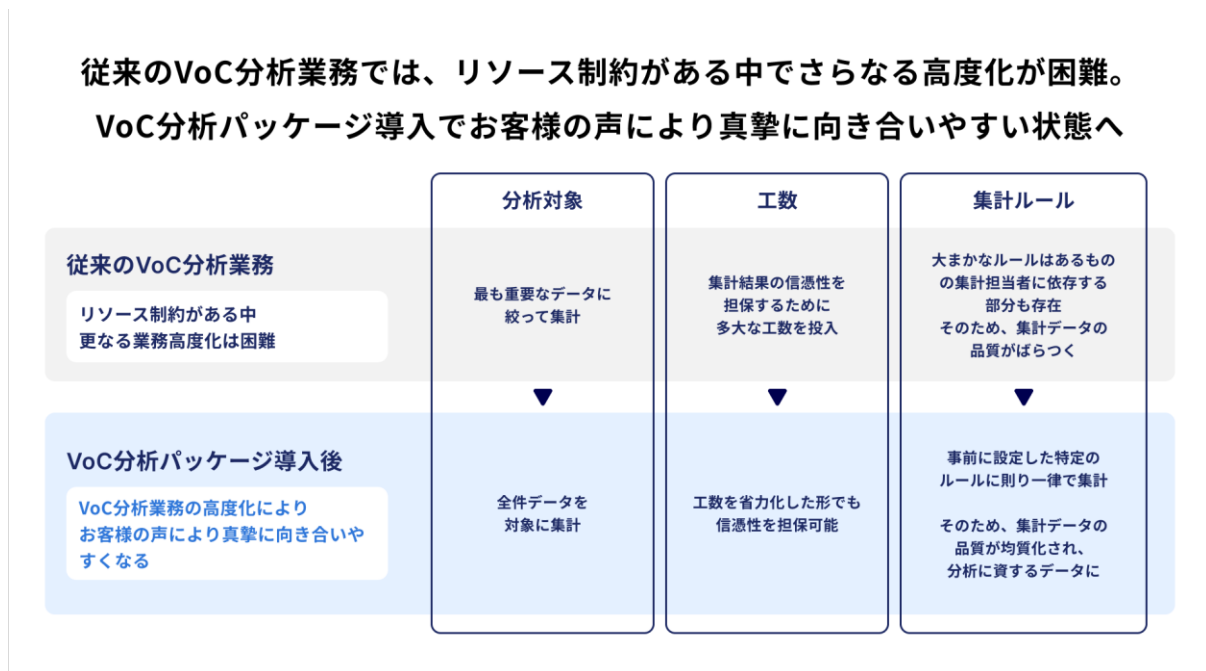 従来のVoC分析業務では、リソース制約がある中でさらなる高度化が困難。
VoC分析パッケージ導入でお客様の声により真摯に向き合いやすい状態へ
分析対象
工数
集計ルール
従来のVoC分析業務
リソース制約がある中
更なる業務高度化は困難
最も重要なデータに
絞って集計
集計結果の信憑性を
担保するために
多大な工数を投入
大まかなルールはあるもの
の集計担当者に依存する
部分も存在
そのため、集計データの
品質がばらつく
VoC分析パッケージ導入後
VoC分析業務の高度化により
お客様の声により真摯に向き合いや
すくなる
全件データを
対象に集計
工数を省力化した形でも
信憑性を担保可能
事前に設定した特定の
ルールに則り一律で集計
そのため、集計データの
品質が均質化され、
分析に資するデータに